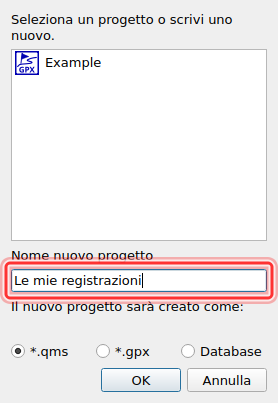 Seleziona un progetto o scrivi uno
nuovo.
GPX Example
Nome nuovo progetto
Le mie registrazioni
Il nuovo progetto sarà creato come:
*.qms *.gpx Database
OK Annulla